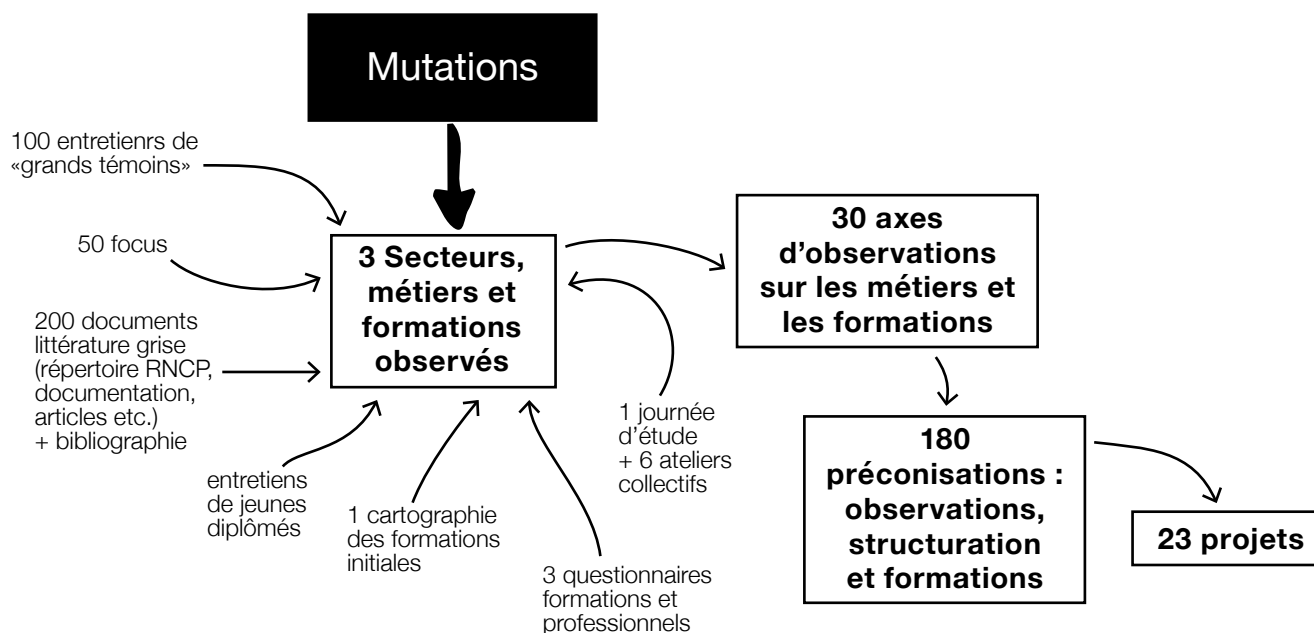 Mutations
100 entretienrs de
«grands témoins»
50 focus
200 documents
littérature grise
(répertoire RNCP,
documentation,
articles etc.)
+ bibliographie
entretiens
de jeunes
diplômés
1 cartographie
des formations
initiales
3 questionnaires
formations et
professionnels
1 journée
d’étude
+ 6 ateliers
collectifs
3 Secteurs,
métiers et
formations
observés
30 axes
d’observations
sur les métiers et
les formations
180
préconisations :
observations,
structuration
et formations
23 projets